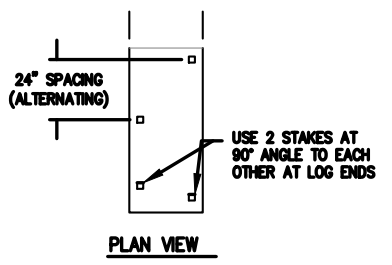 24" SPACING
(ALTERNATING)
USE 2 STAKES AT
90° ANGLE TO EACH
OTHER AT LOG ENDS
PLAN VIEW